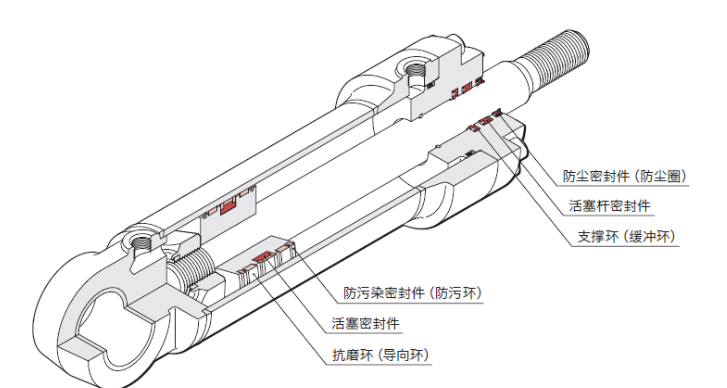 防尘密封件 (防尘圈)
活塞杆密封件
支撑环 (缓冲环)
防污染密封件 (防污环)
活塞密封件
抗磨环 (导向环)